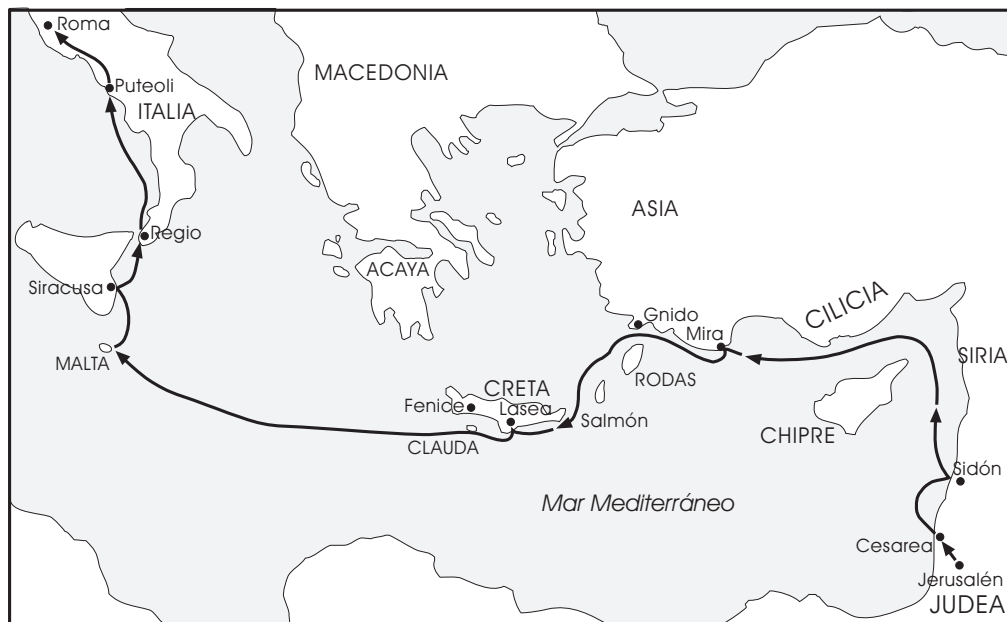 Roma
MACEDONIA
Puteoli
ITALIA
ASIA
Regio
ACAYA
Siracusa
CILICIA
Gnido
Mira
SIRIA
MALTA
RODAS
CRETA
Fenice
Lasea
Salmón
CHIPRE
CLAUDA
Sidón
Mar Mediterráneo
Cesarea
Jerusalén
JUDEA